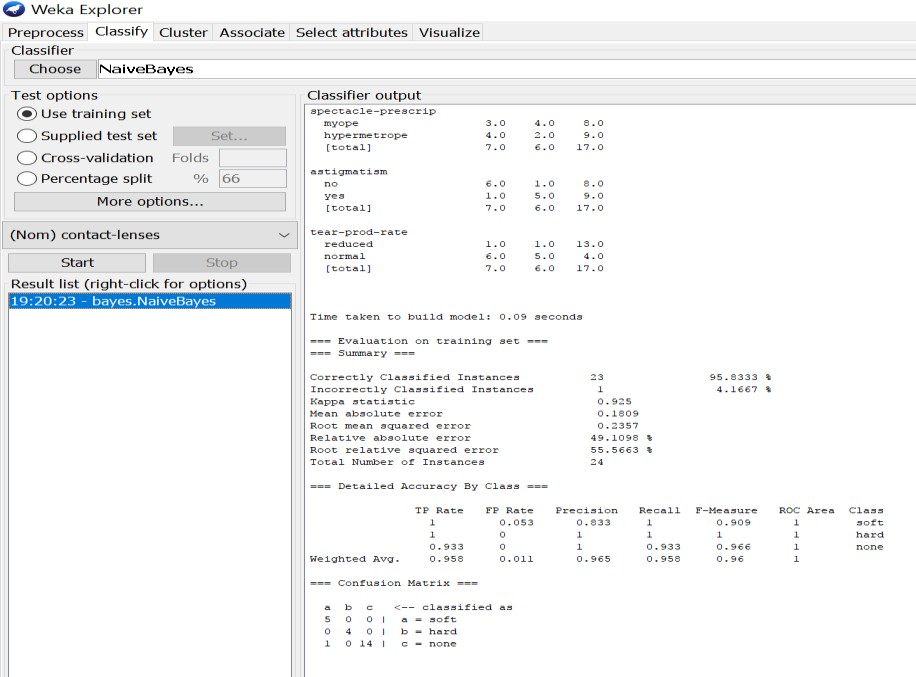 Weka Explorer
Preprocess Classify Cluster Associate Select attributes Visualize
Classifier
Choose NaiveBayes
Test options
Use training set
Supplied test set Set...
Cross-validation Folds
Percentage split % 66
More options...
(Nom) contact-lenses
Start Stop
Result list (right-click for options)
19:20:23 - bayes.NaiveBayes
Classifier output
spectacle-prescrip
myope 3.0 4.0 8.0
hypermetrope 4.0 2.0 9.0
[total] 7.0 6.0 17.0
astigmatism
no 6.0 1.0 8.0
yes 1.0 5.0 9.0
[total] 7.0 6.0 17.0
tear-prod-rate
reduced 1.0 1.0 13.0
normal 6.0 5.0 4.0
[total] 7.0 6.0 17.0
Time taken to build model: 0.09 seconds
=== Evaluation on training set ===
=== Summary ===
Correctly Classified Instances 23 95.8333 %
Incorrectly Classified Instances 1 4.1667 %
Kappa statistic 0.925
Mean absolute error 0.1809
Root mean squared error 0.2357
Relative absolute error 49.1098 %
Root relative squared error 55.5663 %
Total Number of Instances 24
=== Detailed Accuracy By Class ===
TP Rate FP Rate Precision Recall F-Measure ROC Area Class
1 0.053 0.833 1 0.909 1 soft
1 0 1 1 1 1 hard
0.933 0 1 0.933 0.966 1 none
Weighted Avg. 0.958 0.011 0.965 0.958 0.96 1
=== Confusion Matrix ===
a b c <-- classified as
5 0 0 | a = soft
0 4 0 | b = hard
1 0 14 | c = none